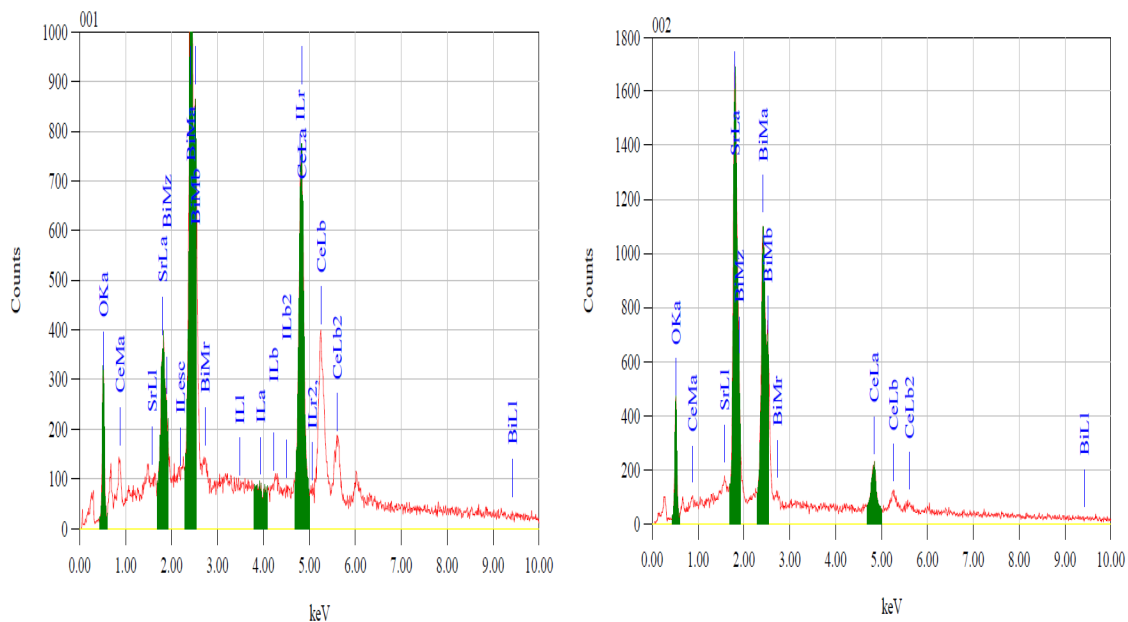 001
1000
900
800
700
600
500
400
300
200
100
0
Counts
OKa
CeMa
SrLl
SrLa
BiMz
ILesc
BiMa
BiMb
BiMr
ILl
ILa
ILb
ILb2
CeLa
ILr
ILr2,
CeLb
CeLb2
BiLl
0.00 1.00 2.00 3.00 4.00 5.00 6.00 7.00 8.00 9.00 10.00
keV
002
1800
1600
1400
1200
1000
800
600
400
200
0
Counts
OKa
CeMa
SrLl
SrLa
BiMz
BiMa
BiMb
BiMr
CeLa
CeLb
CeLb2
BiLl
0.00 1.00 2.00 3.00 4.00 5.00 6.00 7.00 8.00 9.00 10.00
keV